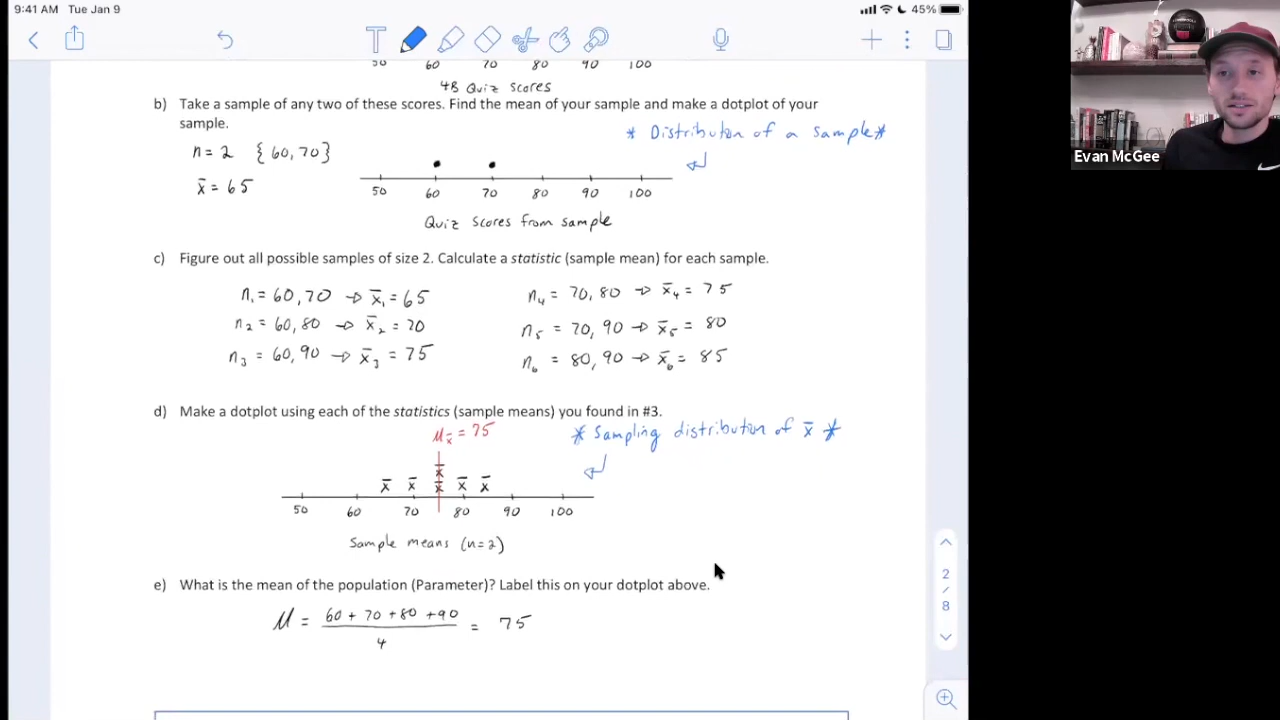 9:41 AM Tue Jan 9
45%
50 60 70 80 90 100
4B Quiz Scores
b) Take a sample of any two of these scores. Find the mean of your sample and make a dotplot of your
sample.
* Distributon of a sample*
n = 2 {60, 70}
x̄ = 65
50 60 70 80 90 100
Quiz Scores from sample
c) Figure out all possible samples of size 2. Calculate a statistic (sample mean) for each sample.
n₁ = 60, 70 → x̄₁ = 65
n₂ = 60, 80 → x̄₂ = 70
n₃ = 60, 90 → x̄₃ = 75
n₄ = 70, 80 → x̄₄ = 75
n₅ = 70, 90 → x̄₅ = 80
n₆ = 80, 90 → x̄₆ = 85
d) Make a dotplot using each of the statistics (sample means) you found in #3.
μx̄ = 75
* Sampling distribution of x̄ *
x̄
x̄ x̄ x̄ x̄ x̄
50 60 70 80 90 100
Sample means (n=2)
e) What is the mean of the population (Parameter)? Label this on your dotplot above.
μ = 60 + 70 + 80 + 90 / 4 = 75
2 / 8
Evan McGee